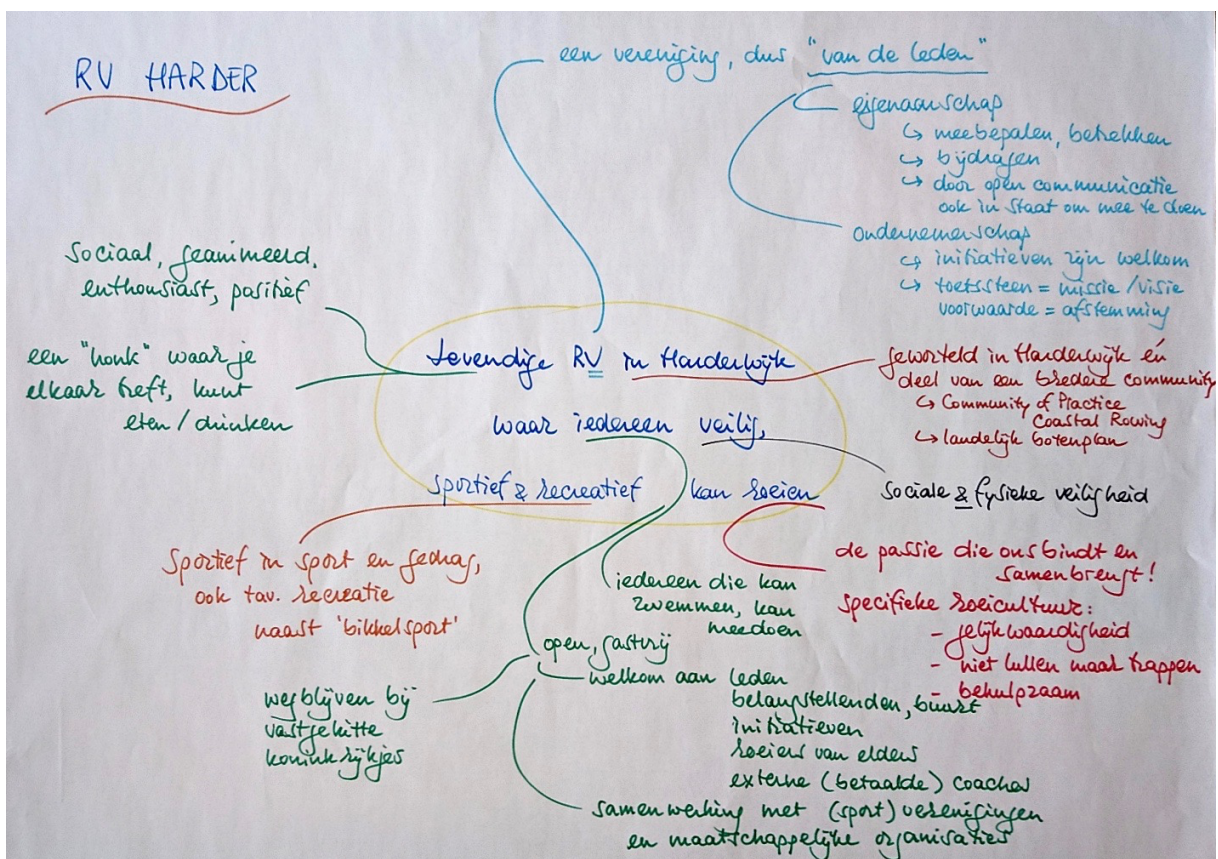 RV HARDER
een vereniging, dus "van de leden"
eigenaarschap
↳ meebepalen, betrekken
↳ bijdragen
↳ door open communicatie
ook in staat om mee te doen
ondernemerschap
↳ initiatieven zijn welkom
↳ toetssteen = missie / visie
voorwaarde = afstemming
sociaal, geanimeerd,
enthousiast, positief
een "honk" waar je
elkaar treft, kunt
eten / drinken
Levendige RV in Harderwijk
waar iedereen veilig,
sportief & recreatief kan roeien
geworteld in Harderwijk én
deel van een bredere community
↳ Community of Practice
Coastal Rowing
↳ landelijk botenplan
sociale & fysieke veiligheid
de passie die ons bindt en
samenbrengt!
specifieke roeicultuur:
- gelijkwaardigheid
- niet lullen maar trappen
- behulpzaam
sportief in sport en gedrag,
ook tav. recreatie
naast 'bikkelsport'
iedereen die kan
zwemmen, kan
meedoen
open, gastvrij
welkom aan leden
belangstellenden, buurt
initiatieven
roeiers van elders
externe (betaalde) coaches
wegblijven bij
vastgekitte
koninkrijkjes
samenwerking met (sport) verenigingen
en maatschappelijke organisaties